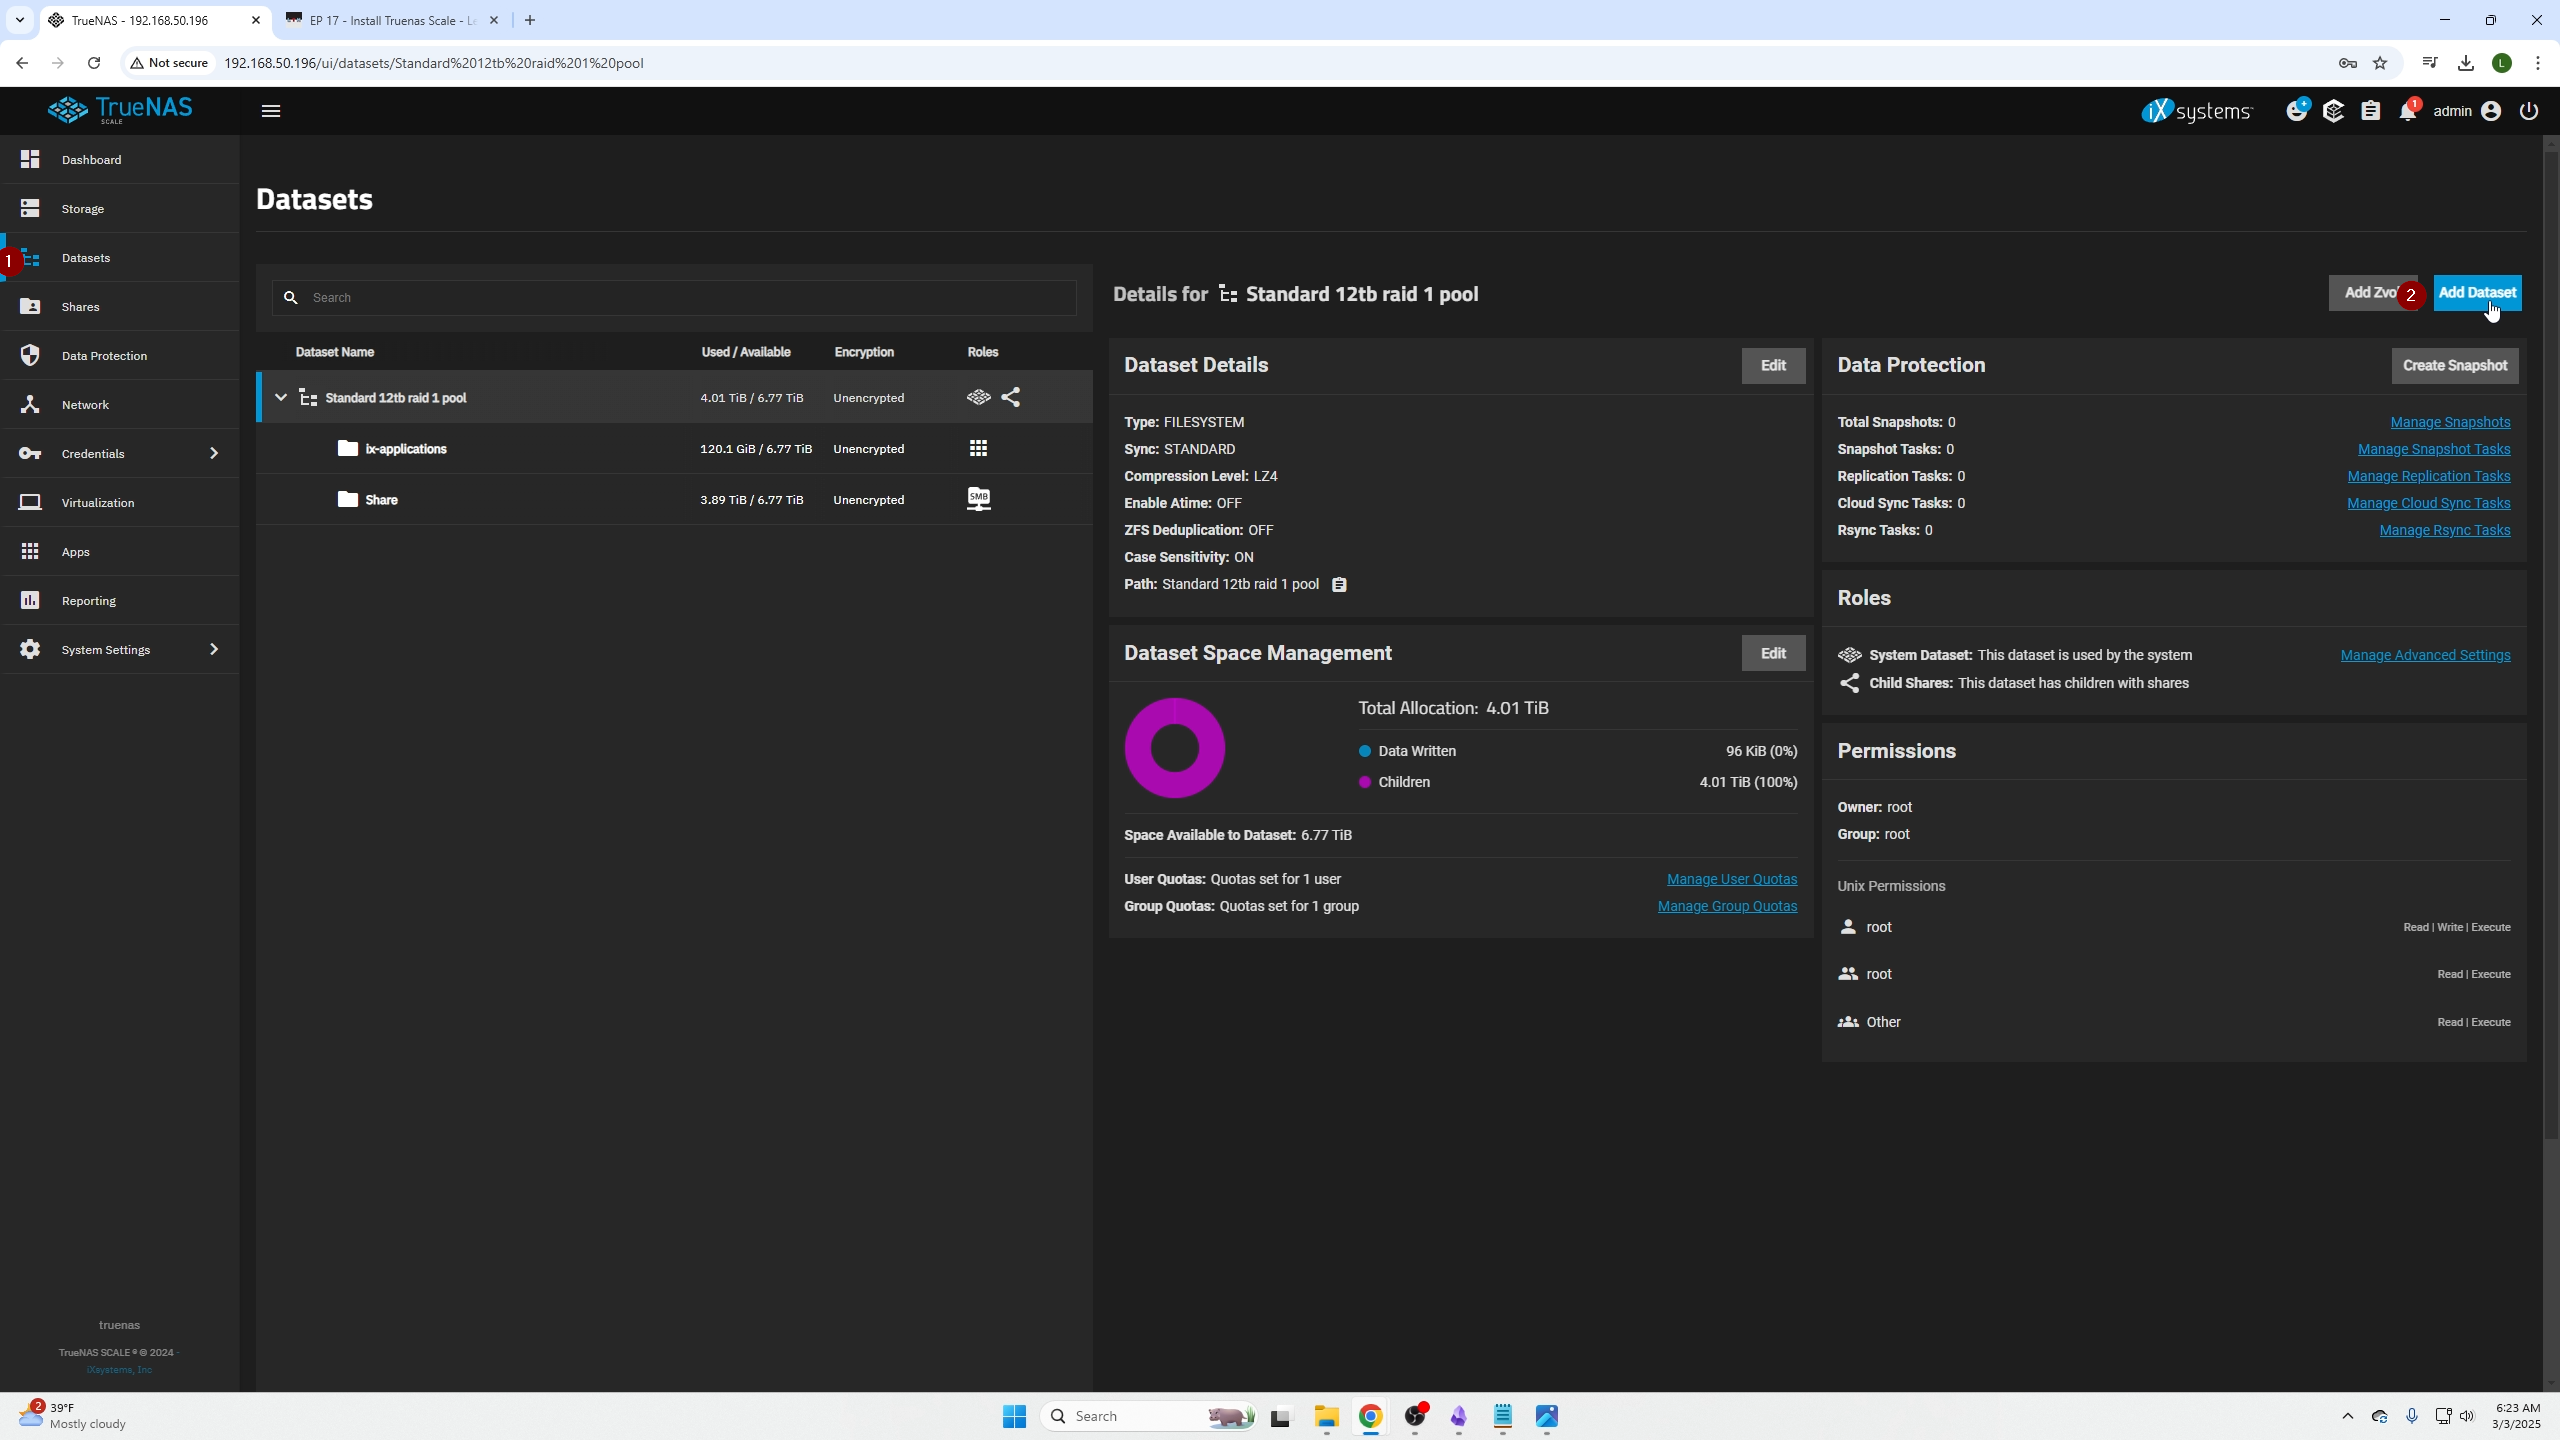 TrueNAS - 192.168.50.196
EP 17 - Install Truenas Scale - Le
Not secure
192.168.50.196/ui/datasets/Standard%2012tb%20raid%201%20pool
L
TrueNAS
SCALE
iXsystems
1
admin
Dashboard
Storage
1
Datasets
Shares
Data Protection
Network
Credentials
Virtualization
Apps
Reporting
System Settings
truenas
TrueNAS SCALE ® © 2024 -
iXsystems, Inc
Datasets
Search
Dataset Name
Used / Available
Encryption
Roles
Standard 12tb raid 1 pool
4.01 TiB / 6.77 TiB
Unencrypted
ix-applications
120.1 GiB / 6.77 TiB
Unencrypted
Share
3.89 TiB / 6.77 TiB
Unencrypted
SMB
Details for Standard 12tb raid 1 pool
Add Zvol
2
Add Dataset
Dataset Details
Edit
Type: FILESYSTEM
Sync: STANDARD
Compression Level: LZ4
Enable Atime: OFF
ZFS Deduplication: OFF
Case Sensitivity: ON
Path: Standard 12tb raid 1 pool
Dataset Space Management
Edit
Total Allocation: 4.01 TiB
Data Written
96 KiB (0%)
Children
4.01 TiB (100%)
Space Available to Dataset: 6.77 TiB
User Quotas: Quotas set for 1 user
Manage User Quotas
Group Quotas: Quotas set for 1 group
Manage Group Quotas
Data Protection
Create Snapshot
Total Snapshots: 0
Manage Snapshots
Snapshot Tasks: 0
Manage Snapshot Tasks
Replication Tasks: 0
Manage Replication Tasks
Cloud Sync Tasks: 0
Manage Cloud Sync Tasks
Rsync Tasks: 0
Manage Rsync Tasks
Roles
System Dataset: This dataset is used by the system
Manage Advanced Settings
Child Shares: This dataset has children with shares
Permissions
Owner: root
Group: root
Unix Permissions
root
Read | Write | Execute
root
Read | Execute
Other
Read | Execute
2
39°F
Mostly cloudy
Search
6:23 AM
3/3/2025